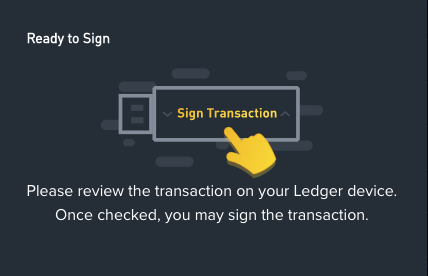 Ready to Sign
Sign Transaction
Please review the transaction on your Ledger device.
Once checked, you may sign the transaction.